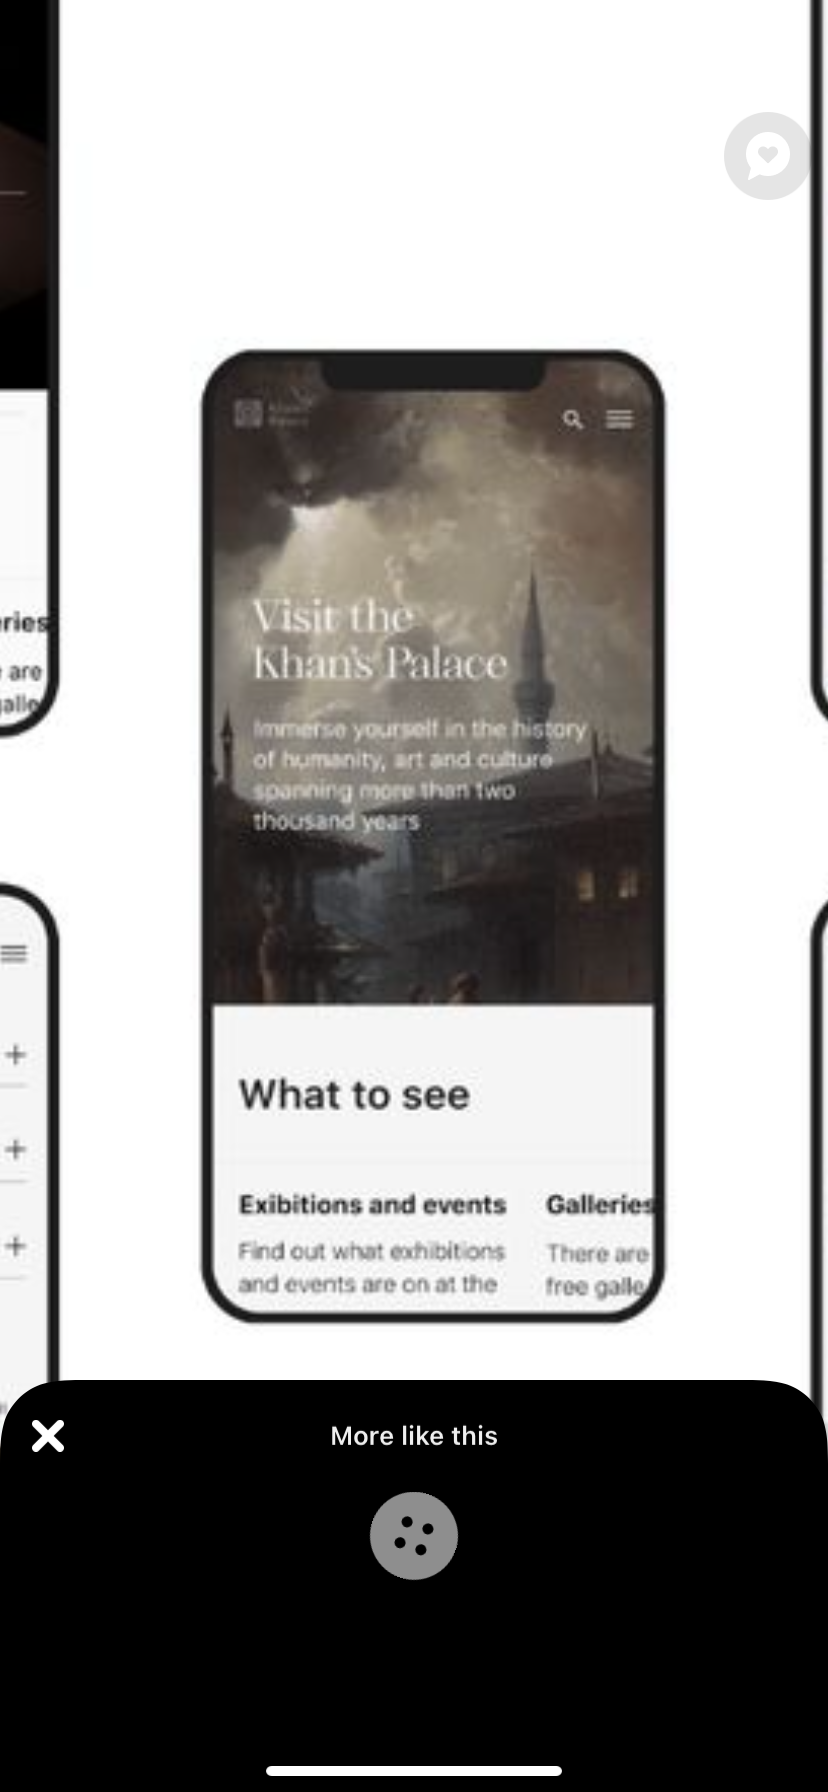 Visit the
Khan's Palace
Immerse yourself in the history
of humanity, art and culture
spanning more than two
thousand years
eries
are
galle
What to see
Exibitions and events
Galleries
Find out what exhibitions
and events are on at the
There are
free galle
More like this